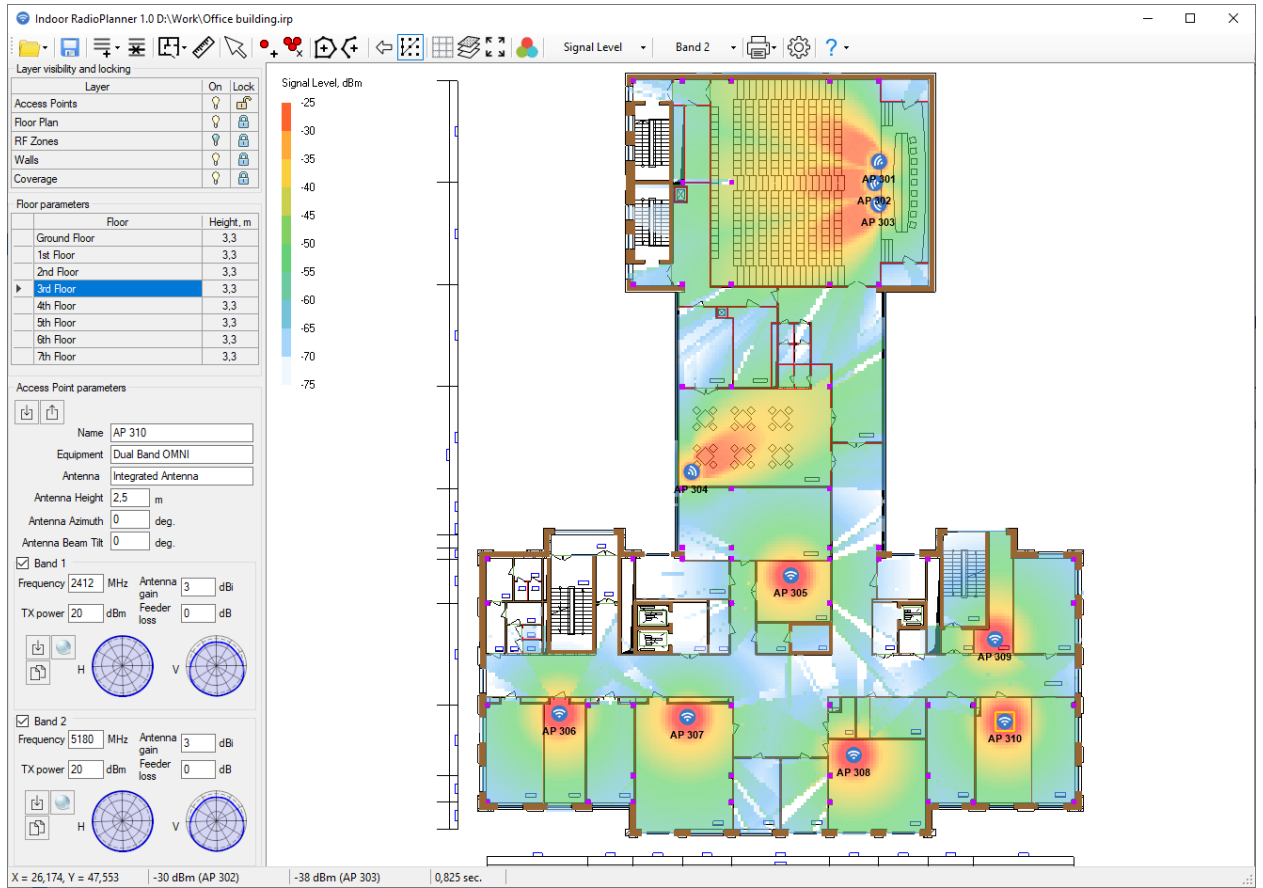 Indoor RadioPlanner 1.0 D:\Work\Office building.irp
Signal Level
Band 2
?
Layer visibility and locking
Layer On Lock
Access Points
Floor Plan
RF Zones
Walls
Coverage
Floor parameters
Floor Height, m
Ground Floor 3,3
1st Floor 3,3
2nd Floor 3,3
3rd Floor 3,3
4th Floor 3,3
5th Floor 3,3
6th Floor 3,3
7th Floor 3,3
Access Point parameters
Name AP 310
Equipment Dual Band OMNI
Antenna Integrated Antenna
Antenna Height 2,5 m
Antenna Azimuth 0 deg.
Antenna Beam Tilt 0 deg.
Band 1
Frequency 2412 MHz Antenna gain 3 dBi
TX power 20 dBm Feeder loss 0 dB
H V
Band 2
Frequency 5180 MHz Antenna gain 3 dBi
TX power 20 dBm Feeder loss 0 dB
H V
Signal Level, dBm
-25
-30
-35
-40
-45
-50
-55
-60
-65
-70
-75
AP 301
AP 302
AP 303
AP 304
AP 305
AP 309
AP 306
AP 307
AP 310
AP 308
X = 26,174, Y = 47,553 -30 dBm (AP 302) -38 dBm (AP 303) 0,825 sec.